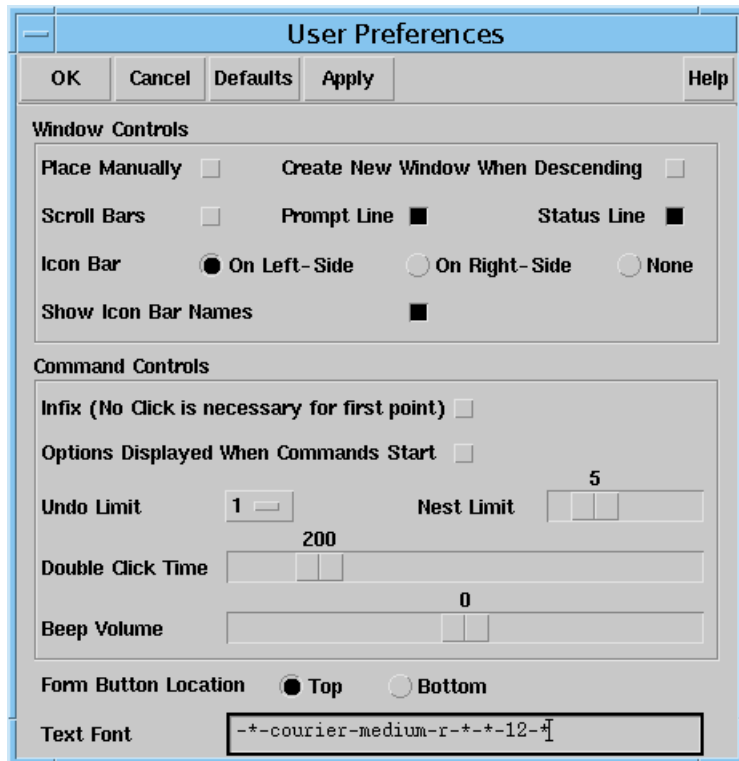 User Preferences
OK Cancel Defaults Apply Help
Window Controls
Place Manually Create New Window When Descending
Scroll Bars Prompt Line Status Line
Icon Bar On Left-Side On Right-Side None
Show Icon Bar Names
Command Controls
Infix (No Click is necessary for first point)
Options Displayed When Commands Start
5
Undo Limit 1 Nest Limit
200
Double Click Time
0
Beep Volume
Form Button Location Top Bottom
Text Font -*-courier-medium-r-*-*-12-*